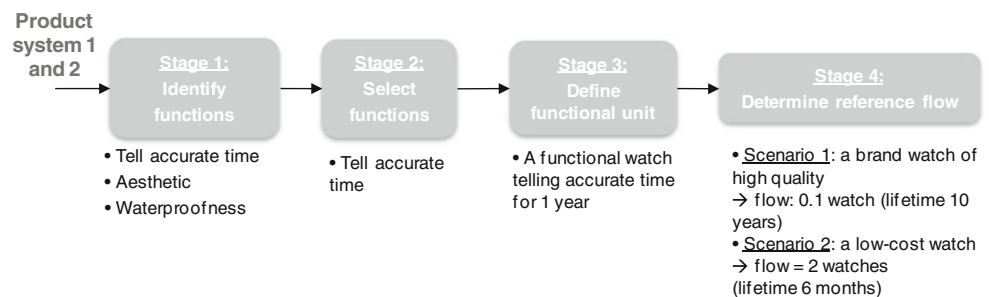 Product
system 1
and 2
Stage 1:
Identify
functions
• Tell accurate time
• Aesthetic
• Waterproofness
Stage 2:
Select
functions
• Tell accurate
time
Stage 3:
Define
functional unit
• A functional watch
telling accurate time
for 1 year
Stage 4:
Determine reference flow
• Scenario 1: a brand watch of
high quality
→ flow: 0.1 watch (lifetime 10
years)
• Scenario 2: a low-cost watch
→ flow = 2 watches
(lifetime 6 months)